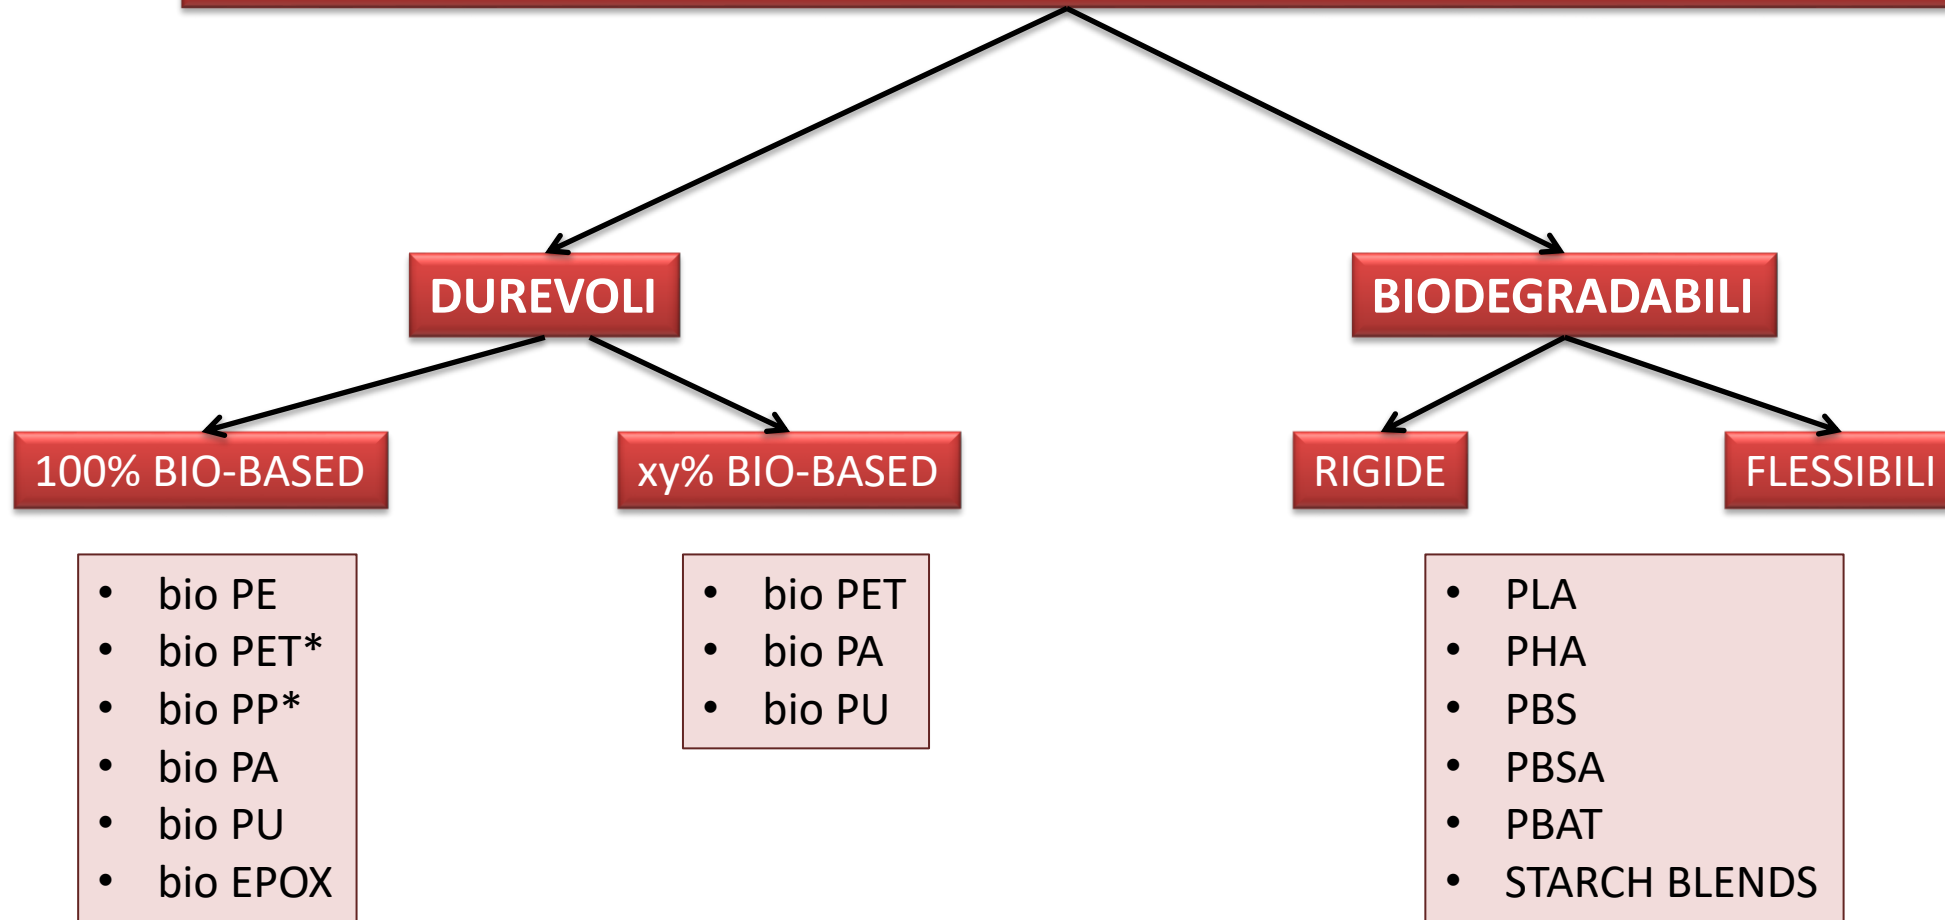 DUREVOLI
BIODEGRADABILI
100% BIO-BASED
xy% BIO-BASED
RIGIDE
FLESSIBILI
• bio PE
• bio PET*
• bio PP*
• bio PA
• bio PU
• bio EPOX
• bio PET
• bio PA
• bio PU
• PLA
• PHA
• PBS
• PBSA
• PBAT
• STARCH BLENDS